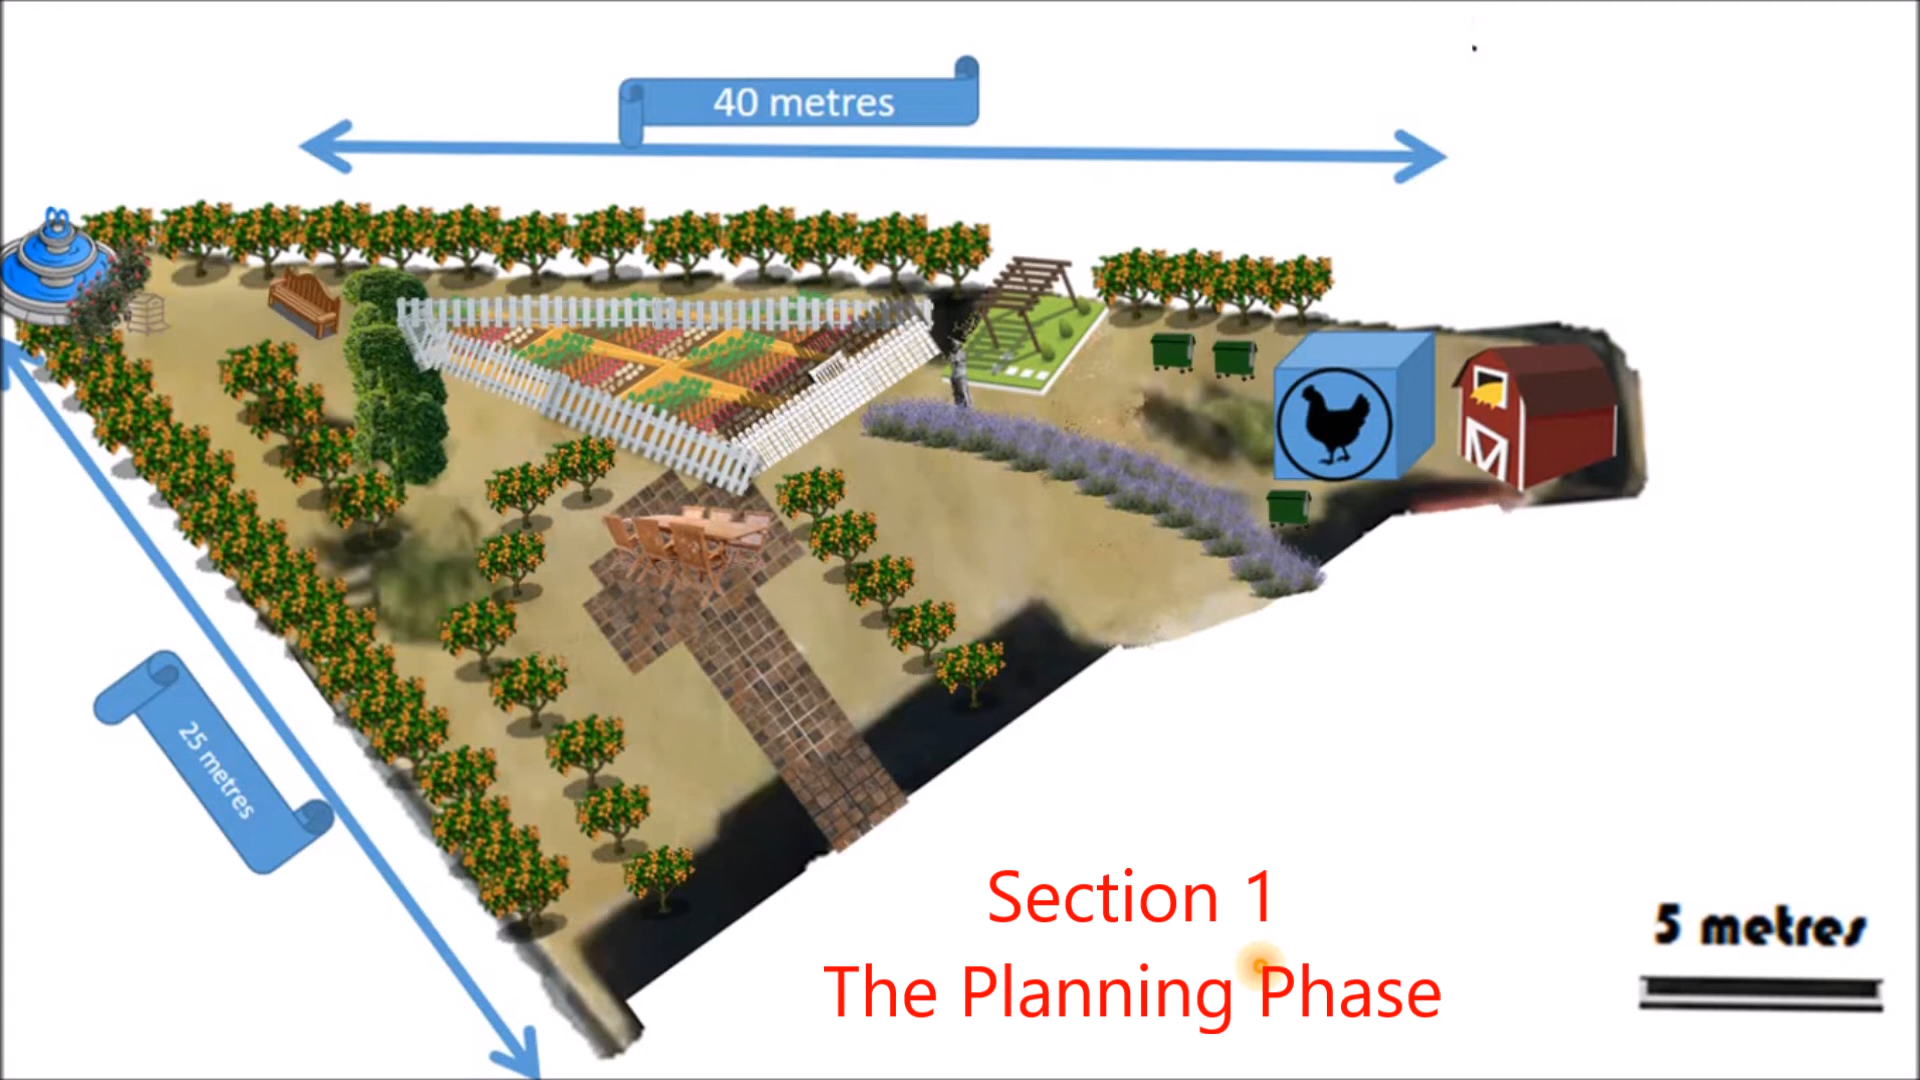 40 metres
25 metres
Section 1
The Planning Phase
5 metres